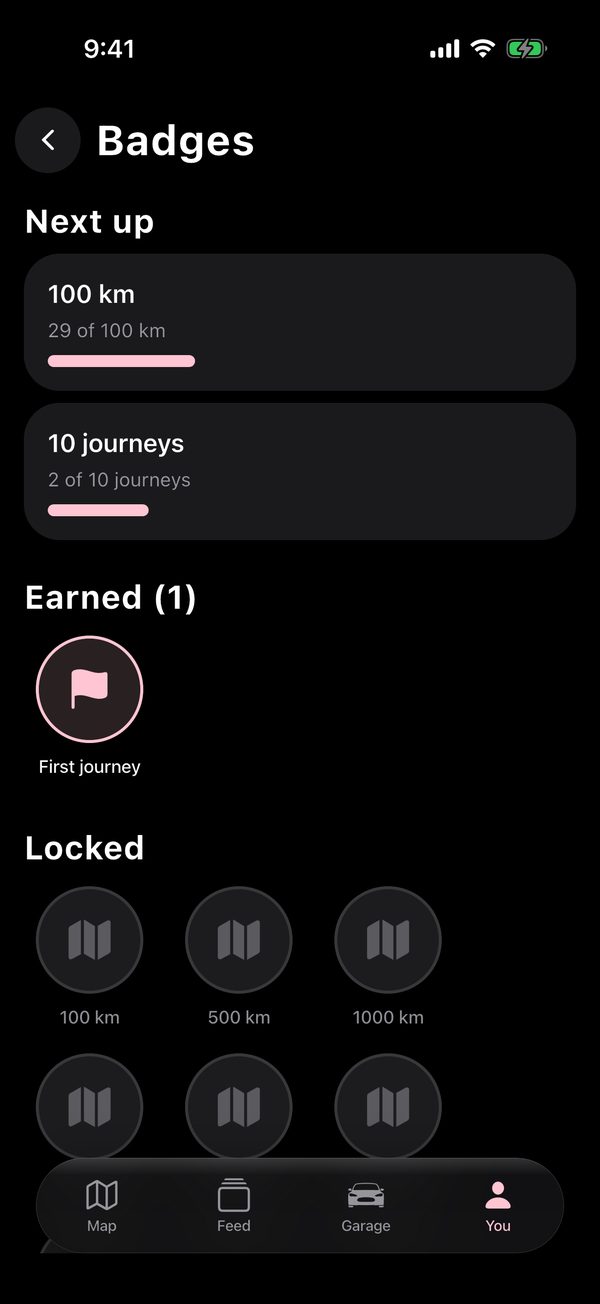 9:41
Badges
Next up
100 km
29 of 100 km
10 journeys
2 of 10 journeys
Earned (1)
First journey
Locked
100 km
500 km
1000 km
Map
Feed
Garage
You